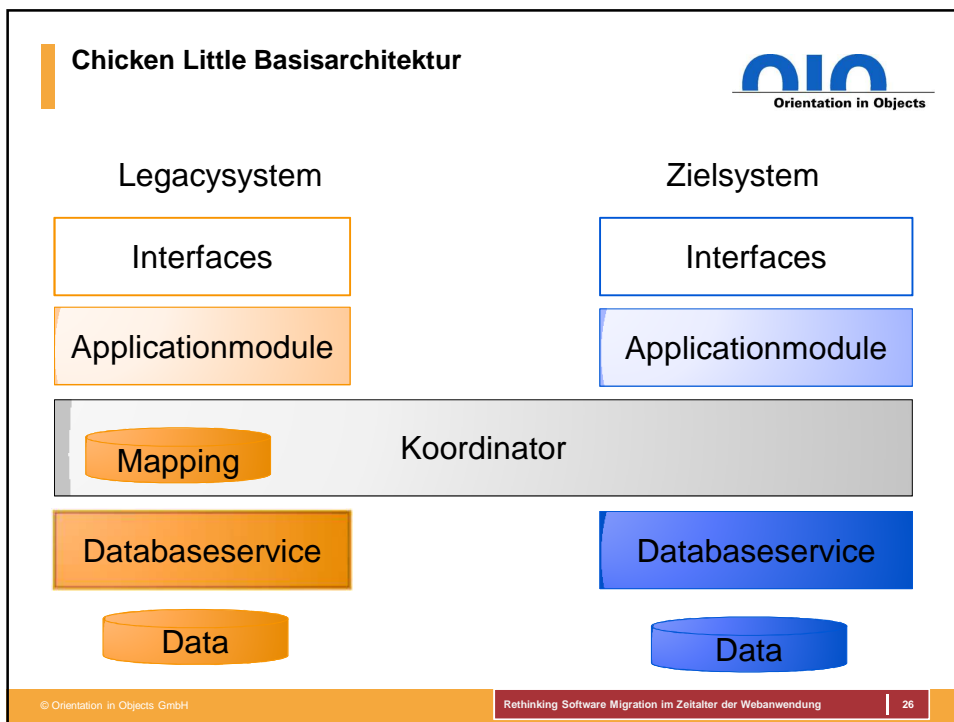 Chicken Little Basisarchitektur
OIO
Orientation in Objects
Legacysystem
Zielsystem
Interfaces
Interfaces
Applicationmodule
Applicationmodule
Mapping
Koordinator
Databaseservice
Databaseservice
Data
Data
© Orientation in Objects GmbH
Rethinking Software Migration im Zeitalter der Webanwendung
26